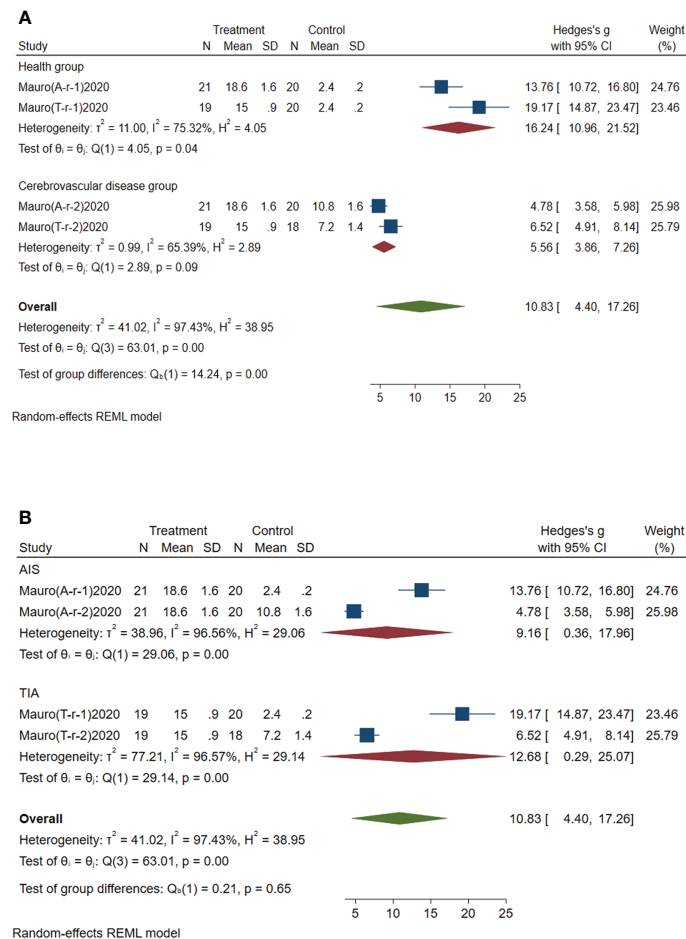 A
Treatment Control Hedges's g Weight
Study N Mean SD N Mean SD with 95% CI (%)
Health group
Mauro(A-r-1)2020 21 18.6 1.6 20 2.4 .2 13.76 [ 10.72, 16.80] 24.76
Mauro(T-r-1)2020 19 15 .9 20 2.4 .2 19.17 [ 14.87, 23.47] 23.46
Heterogeneity: τ² = 11.00, I² = 75.32%, H² = 4.05 16.24 [ 10.96, 21.52]
Test of θᵢ = θⱼ: Q(1) = 4.05, p = 0.04
Cerebrovascular disease group
Mauro(A-r-2)2020 21 18.6 1.6 20 10.8 1.6 4.78 [ 3.58, 5.98] 25.98
Mauro(T-r-2)2020 19 15 .9 18 7.2 1.4 6.52 [ 4.91, 8.14] 25.79
Heterogeneity: τ² = 0.99, I² = 65.39%, H² = 2.89 5.56 [ 3.86, 7.26]
Test of θᵢ = θⱼ: Q(1) = 2.89, p = 0.09
Overall 10.83 [ 4.40, 17.26]
Heterogeneity: τ² = 41.02, I² = 97.43%, H² = 38.95
Test of θᵢ = θⱼ: Q(3) = 63.01, p = 0.00
Test of group differences: Q_b(1) = 14.24, p = 0.00
5 10 15 20 25
Random-effects REML model
B
Treatment Control Hedges's g Weight
Study N Mean SD N Mean SD with 95% CI (%)
AIS
Mauro(A-r-1)2020 21 18.6 1.6 20 2.4 .2 13.76 [ 10.72, 16.80] 24.76
Mauro(A-r-2)2020 21 18.6 1.6 20 10.8 1.6 4.78 [ 3.58, 5.98] 25.98
Heterogeneity: τ² = 38.96, I² = 96.56%, H² = 29.06 9.16 [ 0.36, 17.96]
Test of θᵢ = θⱼ: Q(1) = 29.06, p = 0.00
TIA
Mauro(T-r-1)2020 19 15 .9 20 2.4 .2 19.17 [ 14.87, 23.47] 23.46
Mauro(T-r-2)2020 19 15 .9 18 7.2 1.4 6.52 [ 4.91, 8.14] 25.79
Heterogeneity: τ² = 77.21, I² = 96.57%, H² = 29.14 12.68 [ 0.29, 25.07]
Test of θᵢ = θⱼ: Q(1) = 29.14, p = 0.00
Overall 10.83 [ 4.40, 17.26]
Heterogeneity: τ² = 41.02, I² = 97.43%, H² = 38.95
Test of θᵢ = θⱼ: Q(3) = 63.01, p = 0.00
Test of group differences: Q_b(1) = 0.21, p = 0.65
5 10 15 20 25
Random-effects REML model